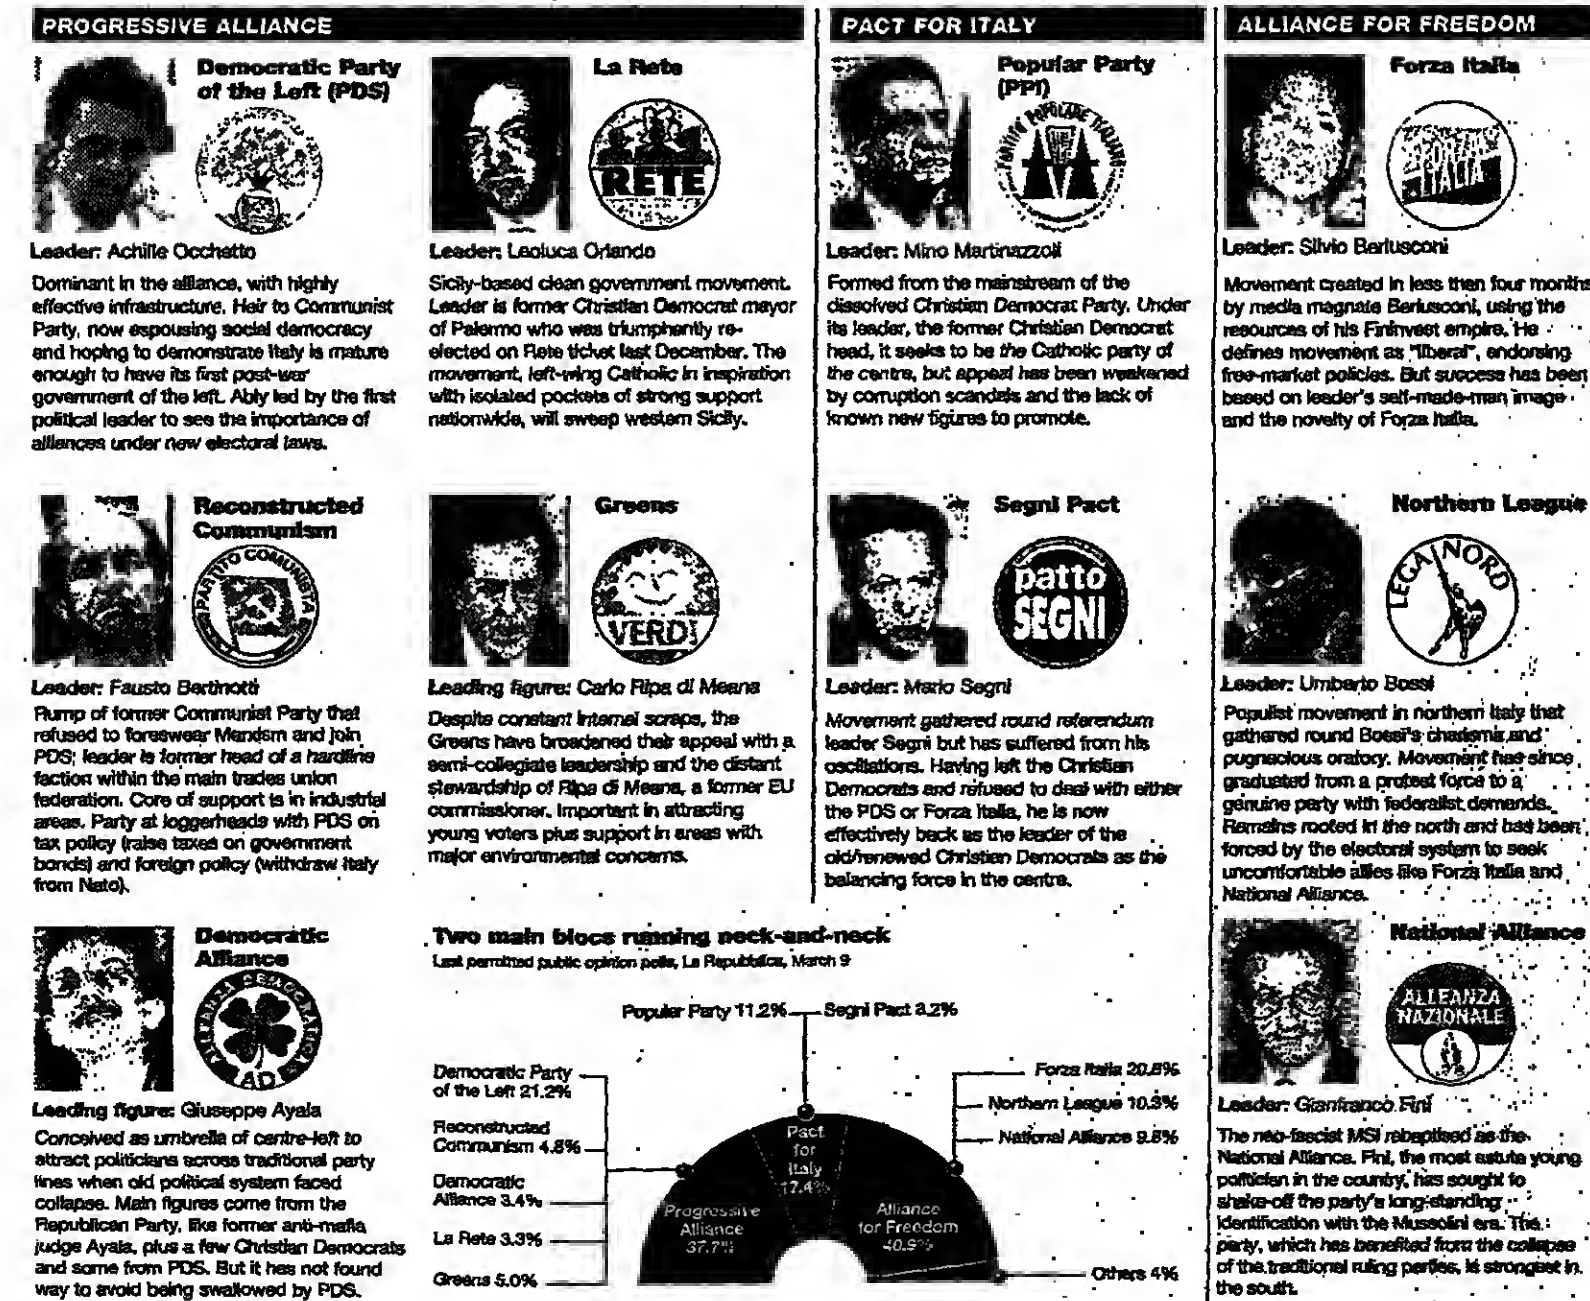 PROGRESSIVE ALLIANCE
Democratic Party
of the Left (PDS)
Leader: Achille Occhetto
Dominant in the alliance, with highly
effective infrastructure. Heir to Communist
Party, now espousing social democracy
and hoping to demonstrate Italy is mature
enough to have its first post-war
government of the left. Ably led by the first
political leader to see the importance of
alliances under new electoral laws.
La Rete
RETE
Leader: Leoluca Orlando
Sicily-based clean government movement.
Leader is former Christian Democrat mayor
of Palermo who was triumphantly re-
elected on Rete ticket last December. The
movement, left-wing Catholic in inspiration
with isolated pockets of strong support
nationwide, will sweep western Sicily.
Reconstructed
Communism
PARTITO COMUNISTA
Leader: Fausto Bertinotti
Rump of former Communist Party that
refused to foreswear Marxism and join
PDS; leader is former head of a hardline
faction within the main trades union
federation. Core of support is in industrial
areas. Party at loggerheads with PDS on
tax policy (raise taxes on government
bonds) and foreign policy (withdraw Italy
from Nato).
Greens
VERDI
Leading figure: Carlo Ripa di Meana
Despite constant internal scraps, the
Greens have broadened their appeal with a
semi-collegiate leadership and the distant
stewardship of Ripa di Meana, a former EU
commissioner. Important in attracting
young voters plus support in areas with
major environmental concerns.
Democratic
Alliance
ALLEANZA DEMOCRATICA
AD
Leading figure: Giuseppe Ayala
Conceived as umbrella of centre-left to
attract politicians across traditional party
lines when old political system faced
collapse. Main figures come from the
Republican Party, like former anti-mafia
judge Ayala, plus a few Christian Democrats
and some from PDS. But it has not found
way to avoid being swallowed by PDS.
PACT FOR ITALY
Popular Party
(PPI)
PARTITO POPOLARE ITALIANO
Leader: Mino Martinazzoli
Formed from the mainstream of the
dissolved Christian Democrat Party. Under
its leader, the former Christian Democrat
head, it seeks to be the Catholic party of
the centre, but appeal has been weakened
by corruption scandals and the lack of
known new figures to promote.
Segni Pact
patto
SEGNI
Leader: Mario Segni
Movement gathered round referendum
leader Segni but has suffered from his
oscillations. Having left the Christian
Democrats and refused to deal with either
the PDS or Forza Italia, he is now
effectively back as the leader of the
old/renewed Christian Democrats as the
balancing force in the centre.
ALLIANCE FOR FREEDOM
Forza Italia
FORZA
ITALIA
Leader: Silvio Berlusconi
Movement created in less than four months
by media magnate Berlusconi, using the
resources of his Fininvest empire. He
defines movement as "liberal", endorsing
free-market policies. But success has been
based on leader's self-made-man image
and the novelty of Forza Italia.
Northern League
LEGA NORD
Leader: Umberto Bossi
Populist movement in northern Italy that
gathered round Bossi's charisma and
pugnacious oratory. Movement has since
graduated from a protest force to a
genuine party with federalist demands.
Remains rooted in the north and has been
forced by the electoral system to seek
uncomfortable allies like Forza Italia and
National Alliance.
National Alliance
ALLEANZA
NAZIONALE
Leader: Gianfranco Fini
The neo-fascist MSI rebaptised as the
National Alliance. Fini, the most astute young
politician in the country, has sought to
shake-off the party's long-standing
identification with the Mussolini era. The
party, which has benefited from the collapse
of the traditional ruling parties, is strongest in
the south.
Two main blocs running neck-and-neck
Last permitted public opinion polls, La Repubblica, March 9
Popular Party 11.2%
Segni Pact 6.2%
Democratic Party
of the Left 21.2%
Reconstructed
Communism 4.8%
Democratic
Alliance 3.4%
La Rete 3.3%
Greens 5.0%
Forza Italia 20.8%
Northern League 10.3%
National Alliance 9.8%
Others 4%
Progressive
Alliance
37.7%
Pact
for
Italy
17.4%
Alliance
for Freedom
40.9%